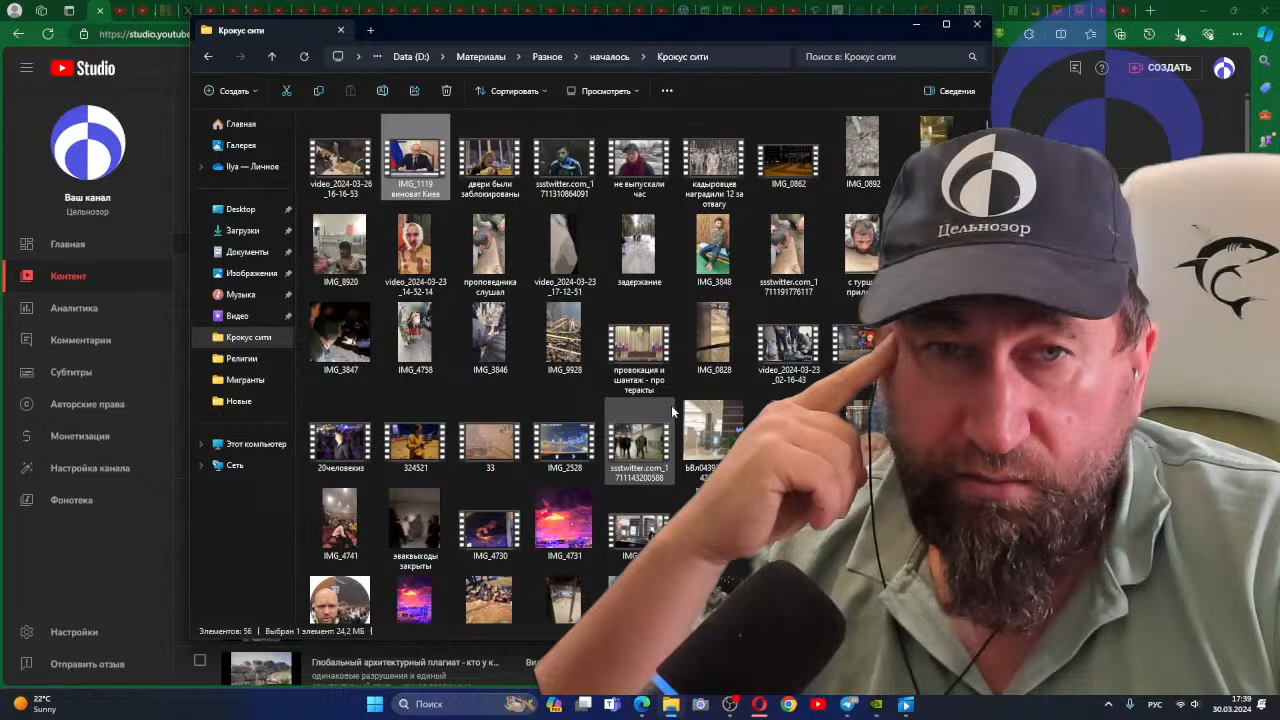 https://studio.youtube
Крокус сити
Data (D:)
Материалы
Разное
началось
Крокус сити
Поиск в: Крокус сити
Studio
СОЗДАТЬ
Создать
Сортировать
Просмотреть
Сведения
Ваш канал
Цельнозор
Главная
Контент
Аналитика
Комментарии
Субтитры
Авторские права
Монетизация
Настройка канала
Фонотека
Настройки
Отправить отзыв
Главная
Галерея
Ilya — Личное
Desktop
Загрузки
Документы
Изображения
Музыка
Видео
Крокус сити
Религии
Мигранты
Новые
Этот компьютер
Сеть
video_2024-03-26
_16-16-53
IMG_1119
виноват Киев
двери были
заблокированы
ssstwitter.com_1
711310864091
не выпускали
час
кадыровцев
наградили 12 за
отвагу
IMG_0862
IMG_0892
IMG_8920
video_2024-03-23
_14-52-14
проповедника
слушал
video_2024-03-23
_17-12-51
задержание
IMG_3848
ssstwitter.com_1
711191776117
с турц
прил
IMG_3847
IMG_4758
IMG_3846
IMG_9928
провокация и
шантаж - про
теракты
IMG_0828
video_2024-03-23
_02-16-43
20человекиз
324521
33
IMG_2528
ssstwitter.com_1
711143200588
IMG_4741
эваквыходы
закрыты
IMG_4730
IMG_4731
IMG
Элементов: 56
Выбран 1 элемент: 24,2 МБ
Глобальный архитектурный плагиат - кто у к...
одинаковые разрушения и единый
Цельнозор
22°C
Sunny
Поиск
РУС
17:39
30.03.2024